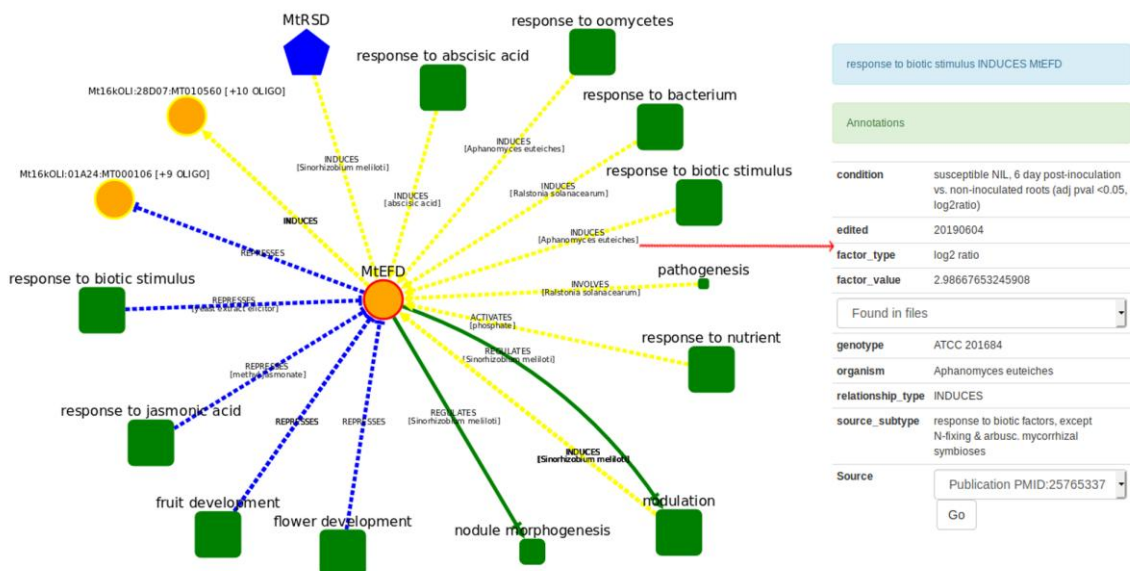 MtRSD
response to oomycetes
response to abscisic acid
Mt16kOLI:28D07:MT010560 [+10 OLIGO]
response to bacterium
INDUCES
[Aphanomyces euteiches]
INDUCES
[Sinorhizobium meliloti]
Mt16kOLI:01A24:MT000106 [+9 OLIGO]
response to biotic stimulus
INDUCES
[Ralstonia solanacearum]
INDUCES
[abscisic acid]
INDUCES
INDUCES
[Aphanomyces euteiches]
REPRESSES
MtEFD
pathogenesis
response to biotic stimulus
INVOLVES
[Ralstonia solanacearum]
REPRESSES
[yeast extract elicitor]
ACTIVATES
[phosphate]
response to nutrient
REGULATES
[Sinorhizobium meliloti]
REPRESSES
[methyl jasmonate]
response to jasmonic acid
REGULATES
[Sinorhizobium meliloti]
REPRESSES
REPRESSES
INDUCES
[Sinorhizobium meliloti]
fruit development
flower development
nodule morphogenesis
nodulation
response to biotic stimulus INDUCES MtEFD
Annotations
condition susceptible NIL, 6 day post-inoculation
vs. non-inoculated roots (adj pval <0.05,
log2ratio)
edited 20190604
factor_type log2 ratio
factor_value 2.98667653245908
Found in files
genotype ATCC 201684
organism Aphanomyces euteiches
relationship_type INDUCES
source_subtype response to biotic factors, except
N-fixing & arbusc. mycorrhizal
symbioses
Source Publication PMID:25765337
Go